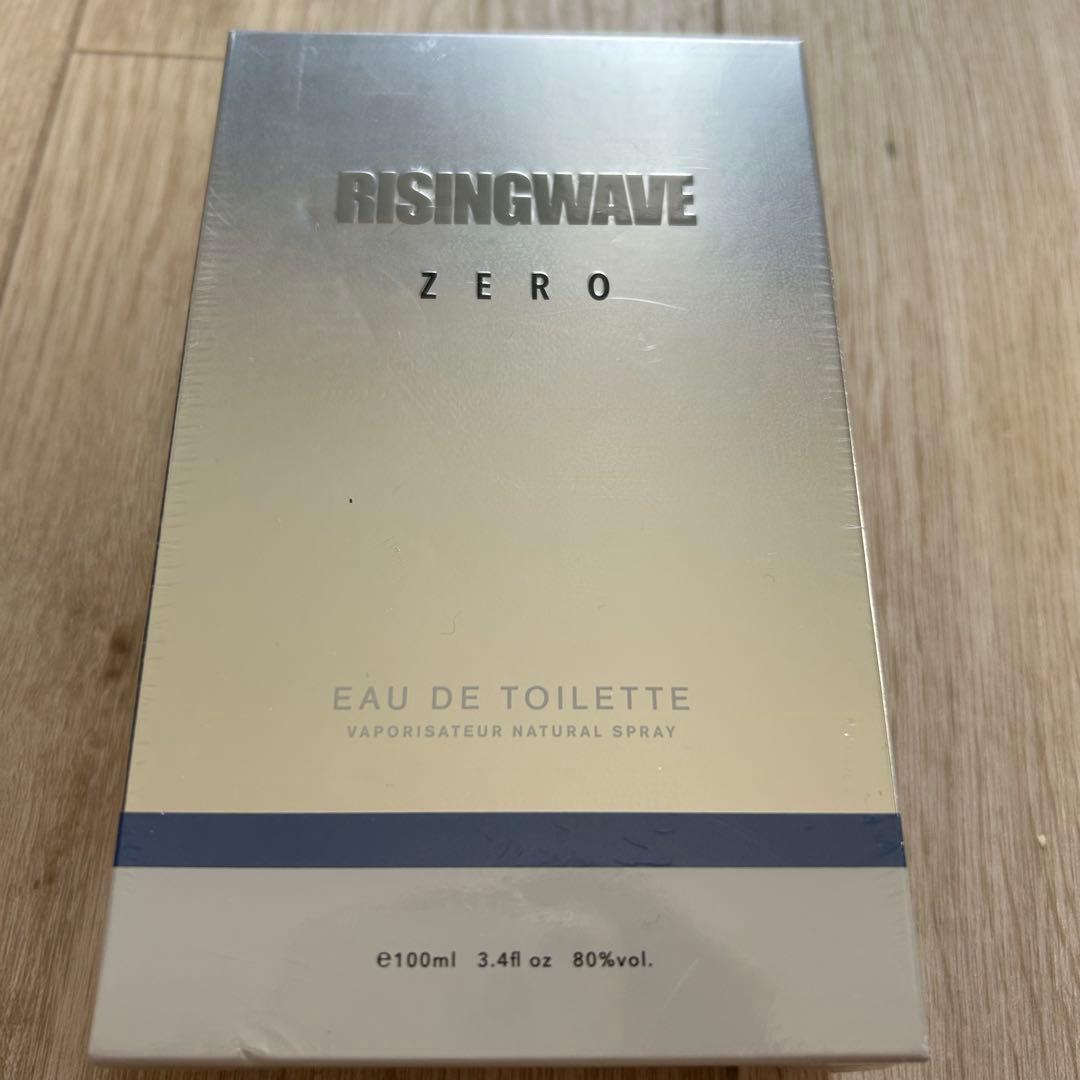 RISINGWAVE
ZERO
EAU DE TOILETTE
VAPORISATEUR NATURAL SPRAY
℮100ml 3.4fl oz 80%vol.